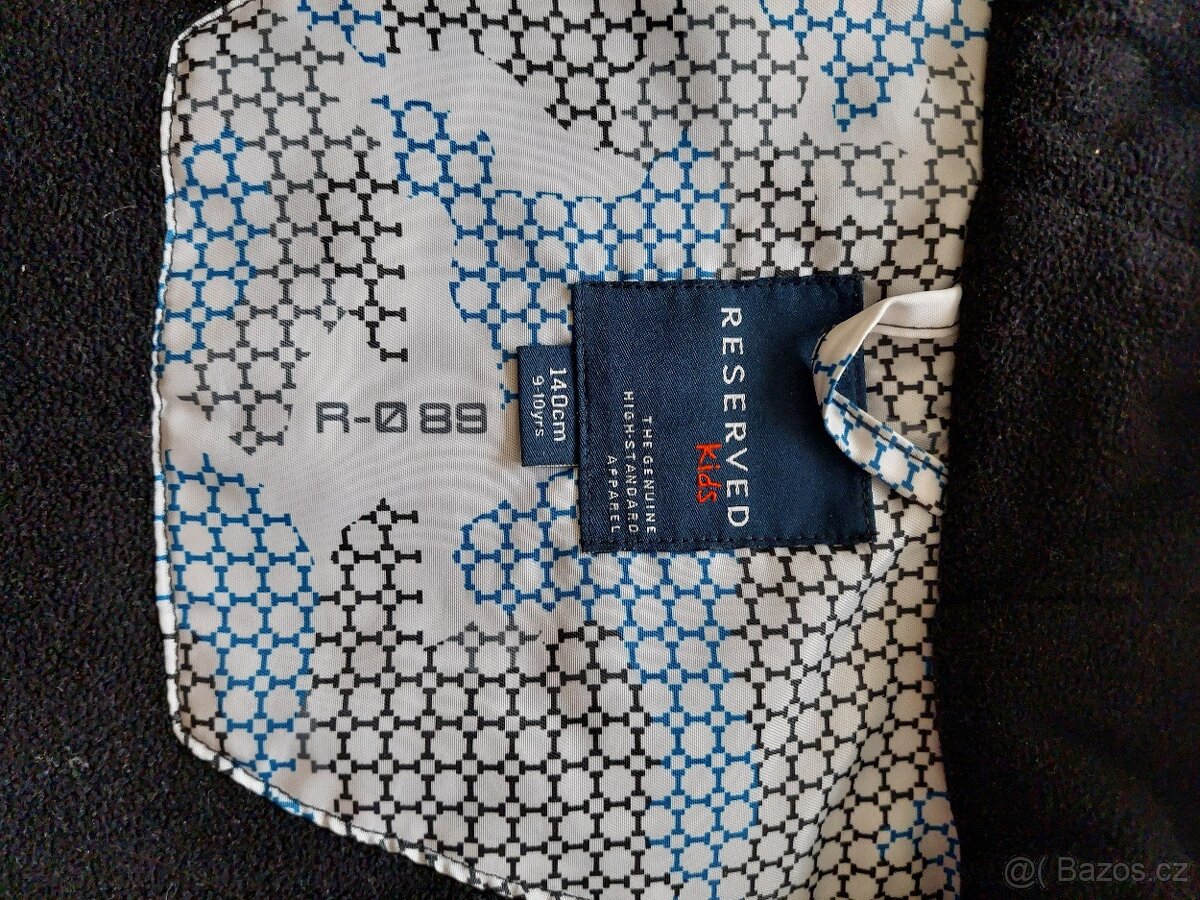 RESERVED
kids
THE GENUINE
HIGH-STANDARD
APPAREL
140cm
9-10yrs
R-089
@( Bazos.cz